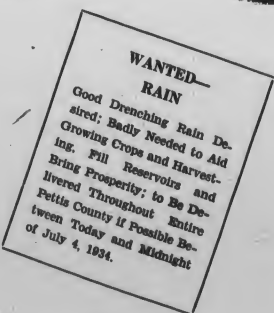 WANTED—
RAIN
Good Drenching Rain De-
sired; Badly Needed to Aid
Growing Crops and Harvest-
ing, Fill Reservoirs and
Bring Prosperity; to Be De-
livered Throughout Entire
Pettis County if Possible Be-
tween Today and Midnight
of July 4, 1934.